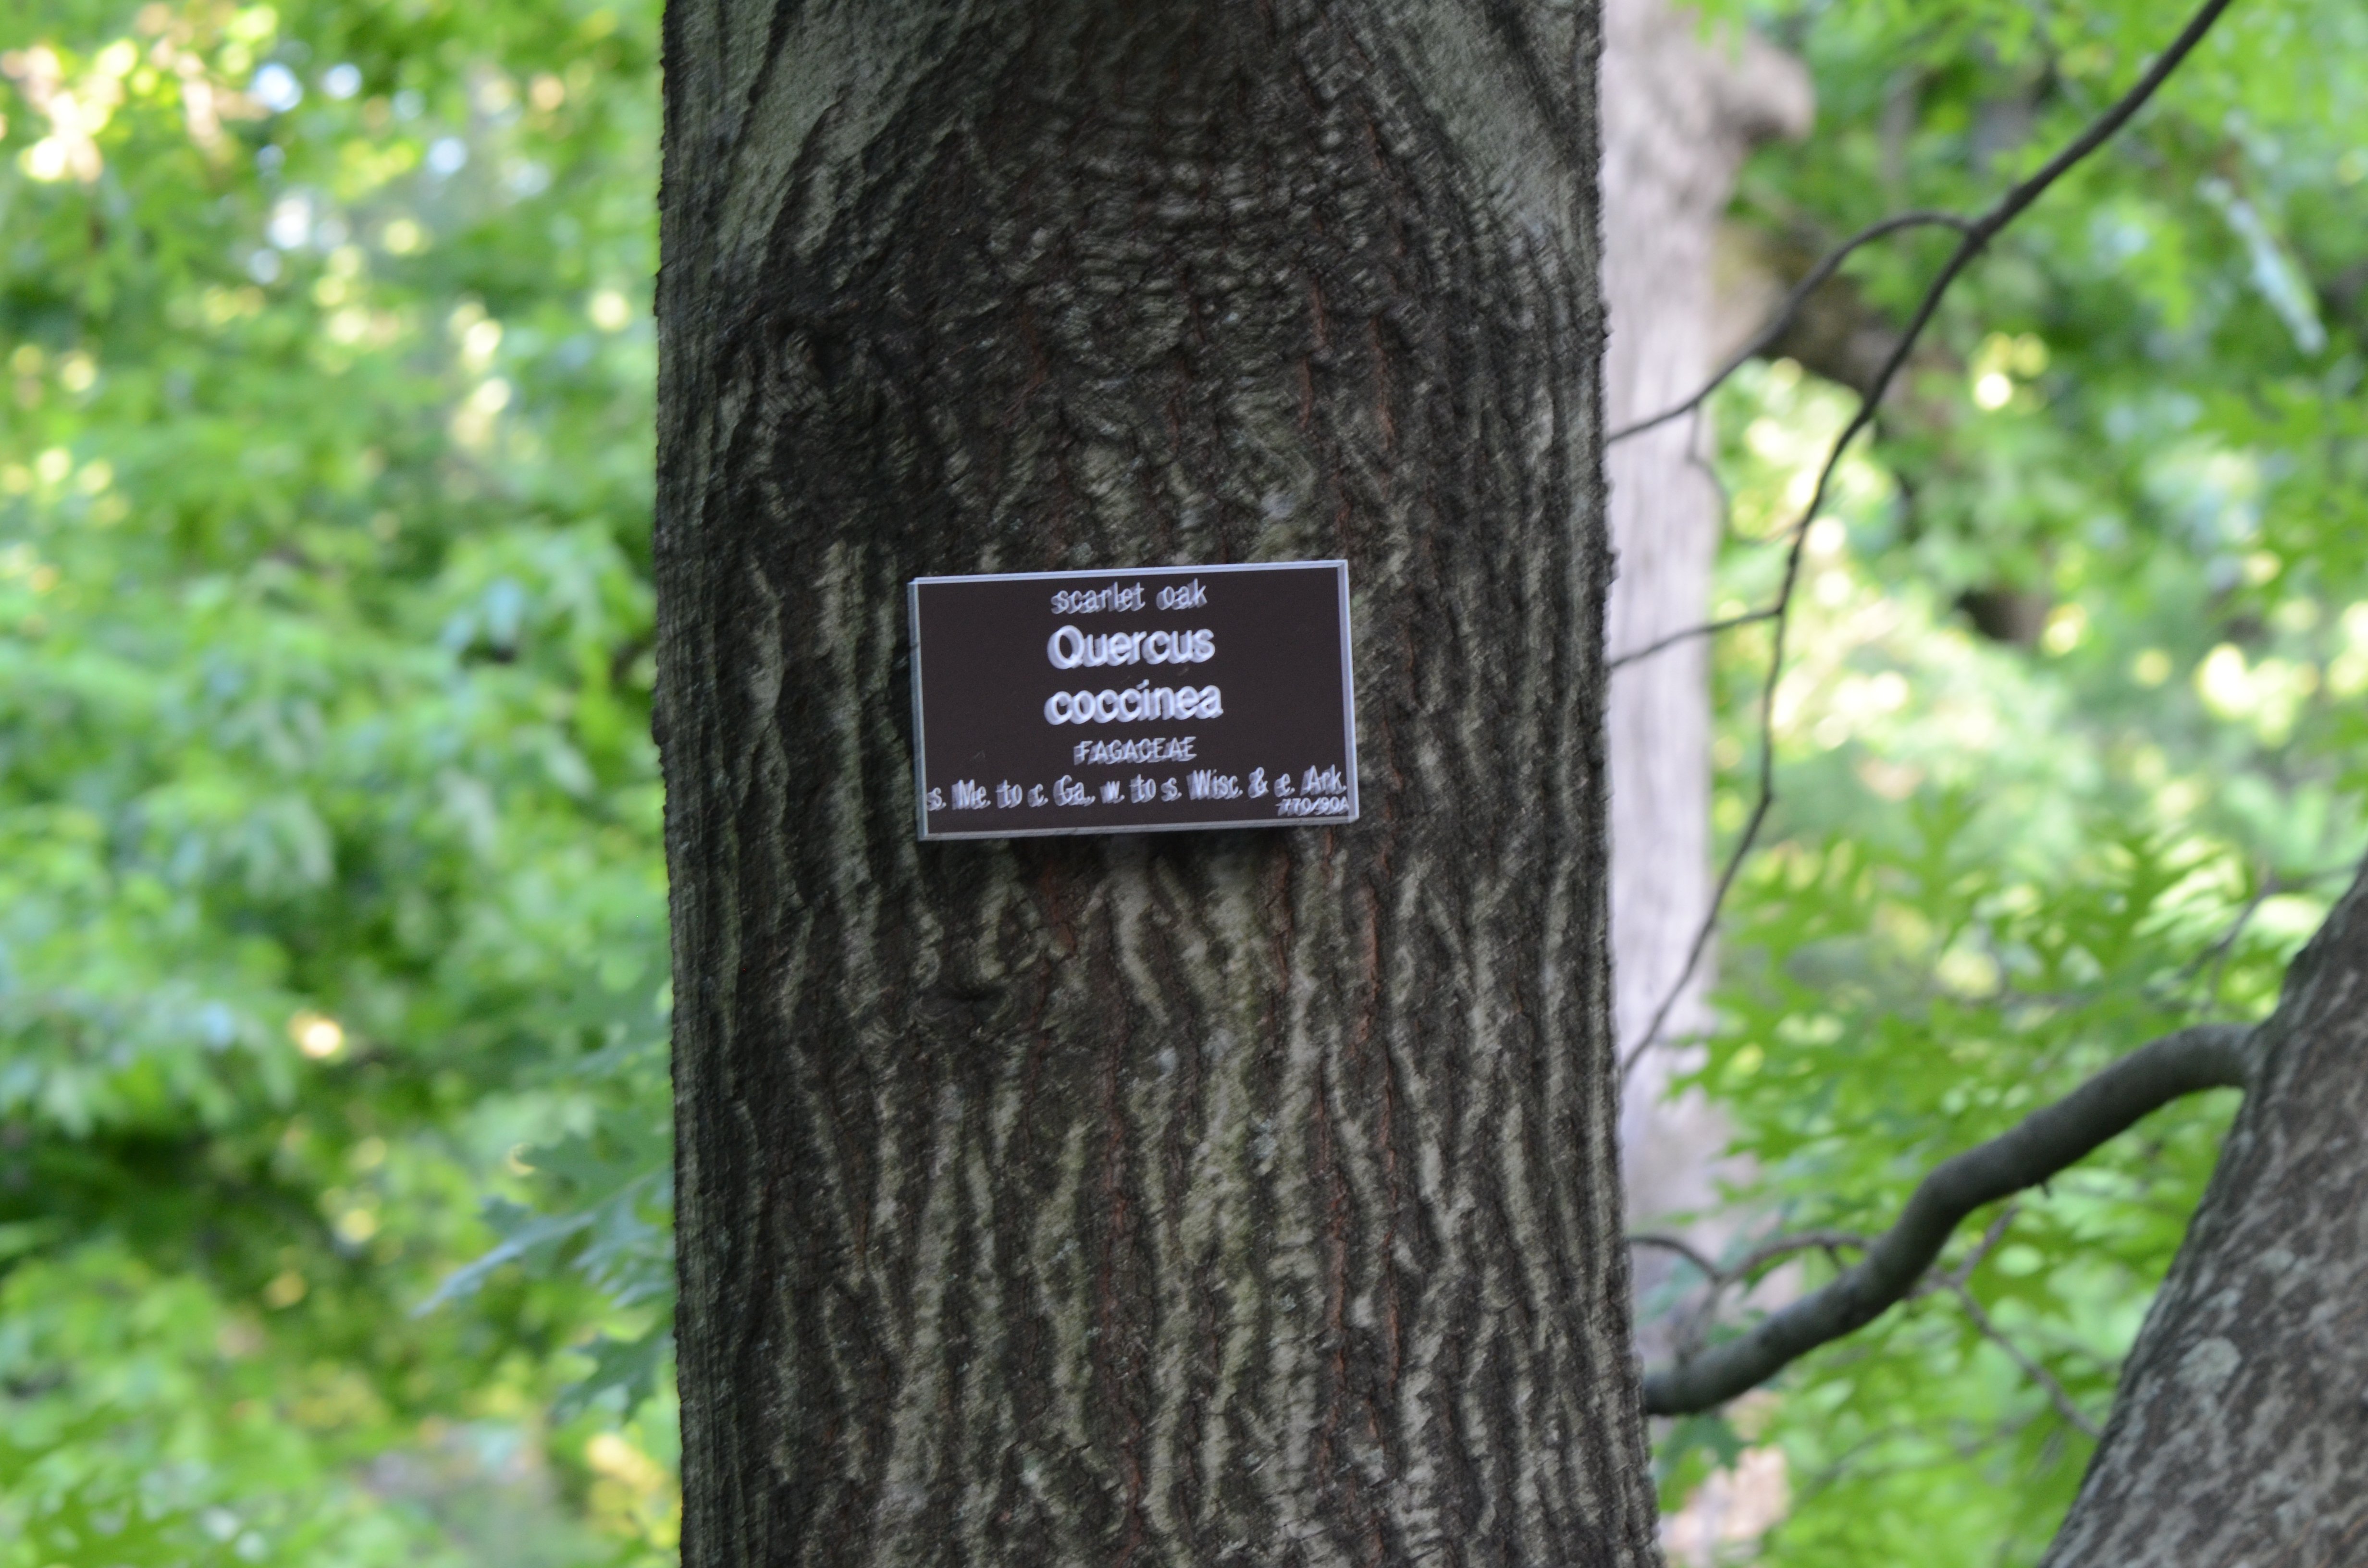 scarlet oak
Quercus
coccinea
FAGACEAE
s. Me. to c. Ga., w. to s. Wisc. & e. Ark.
770/90A